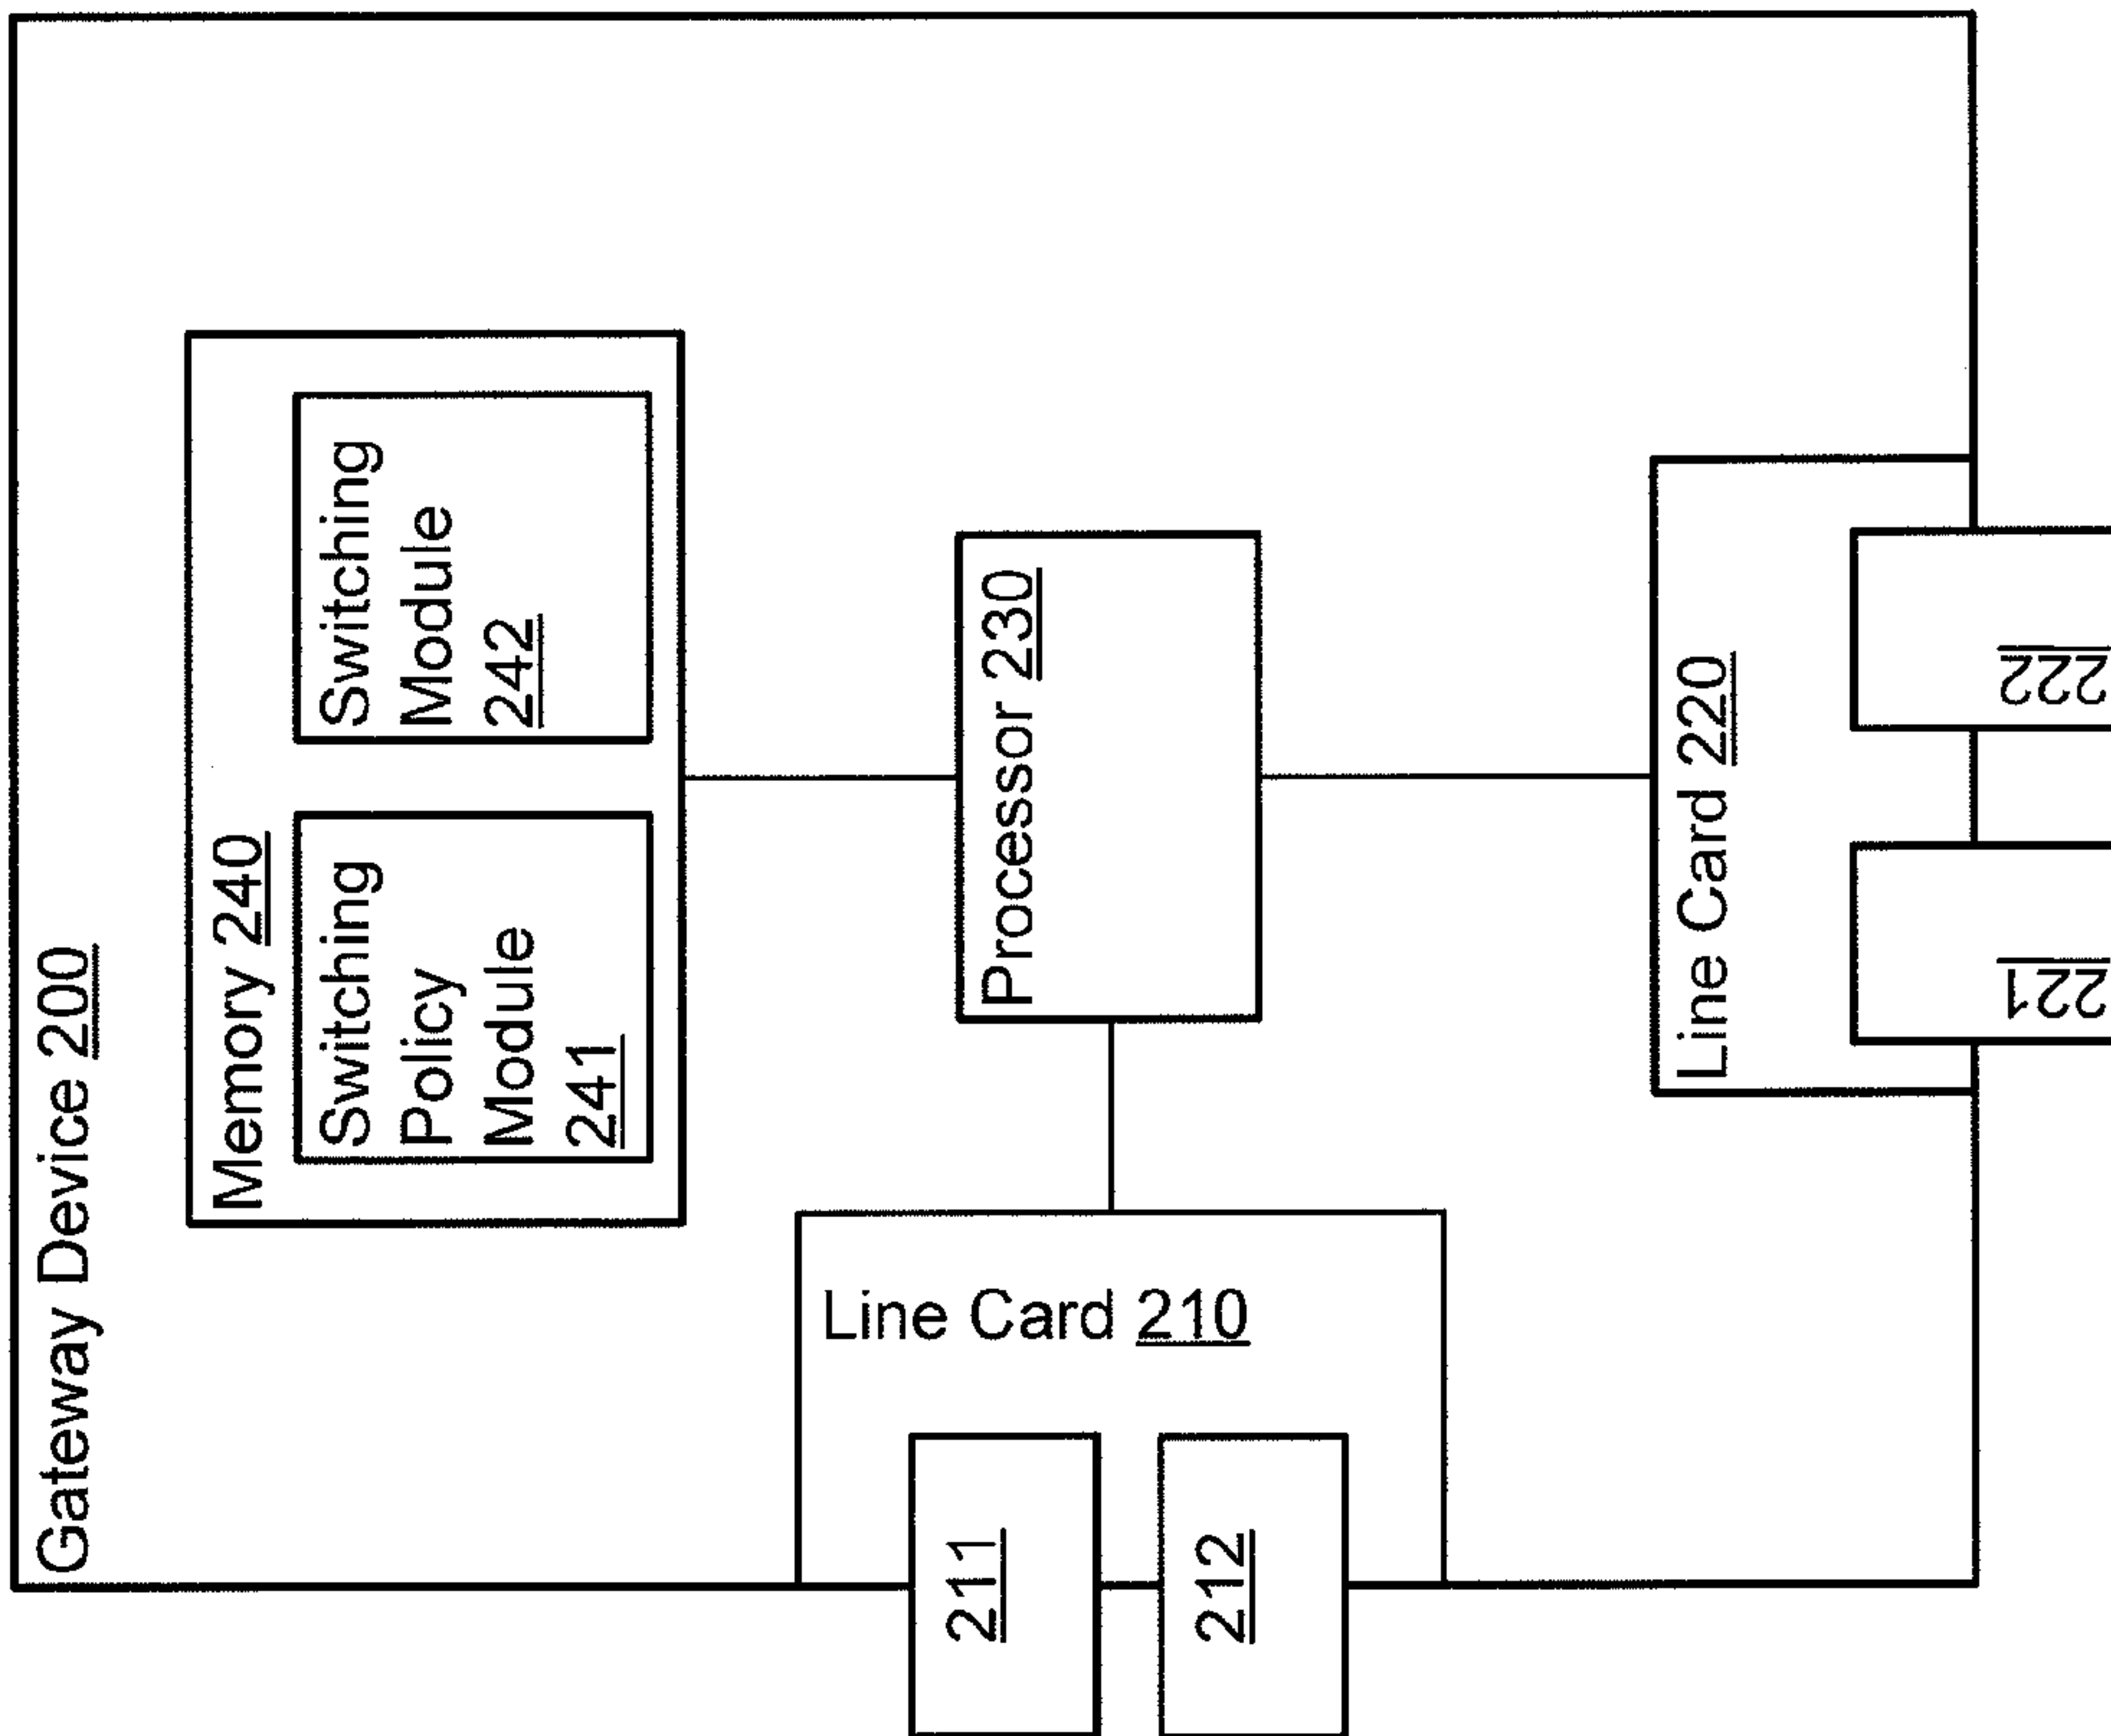 Gateway Device 200
Memory 240
Switching
Policy
Module
241
Switching
Module
242
Processor 230
Line Card 210
211
212
Line Card 220
221
222